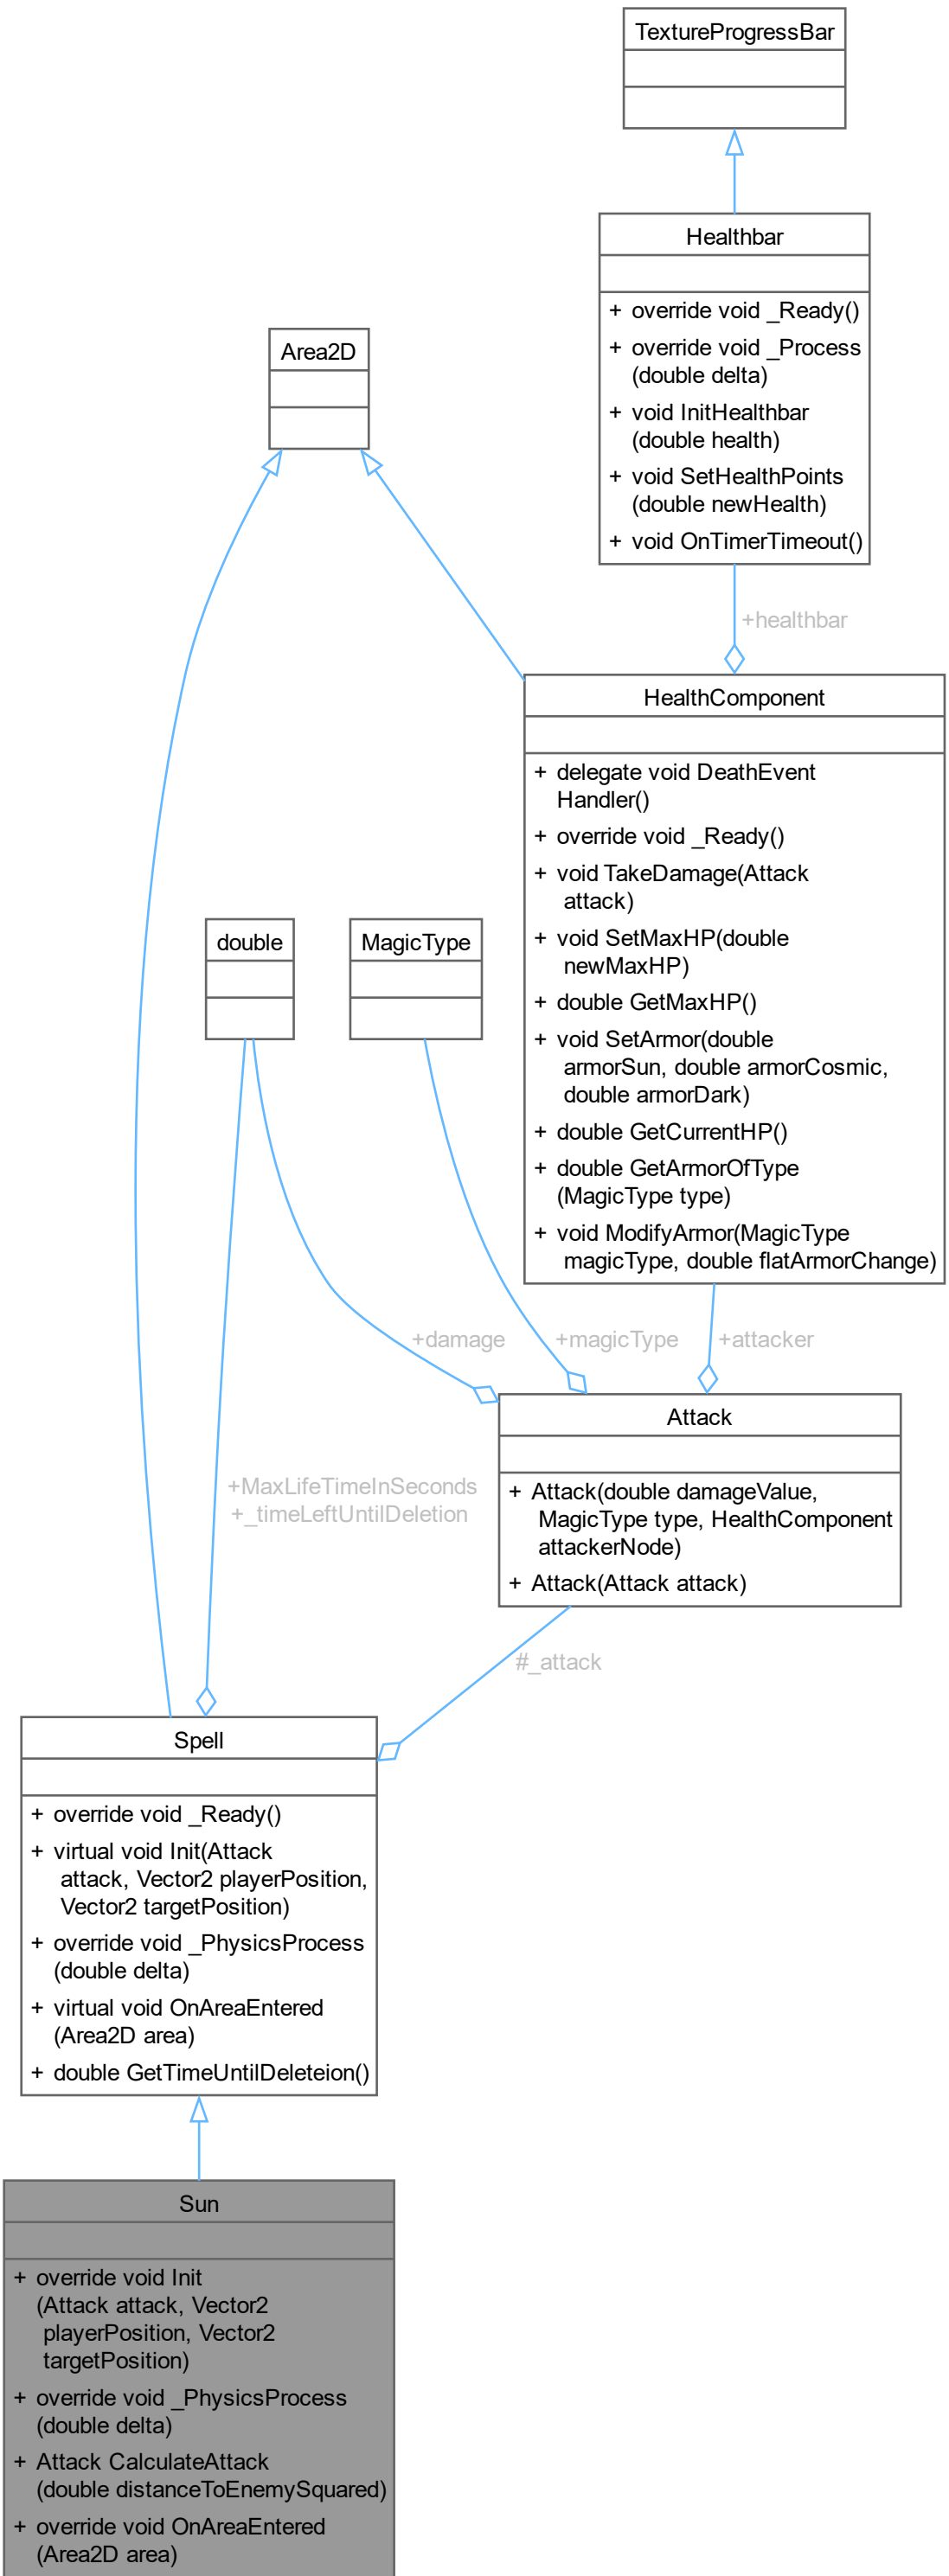 TextureProgressBar
Healthbar
+ override void _Ready()
+ override void _Process
(double delta)
+ void InitHealthbar
(double health)
+ void SetHealthPoints
(double newHealth)
+ void OnTimerTimeout()
Area2D
+healthbar
HealthComponent
+ delegate void DeathEvent
Handler()
+ override void _Ready()
+ void TakeDamage(Attack
attack)
+ void SetMaxHP(double
newMaxHP)
+ double GetMaxHP()
+ void SetArmor(double
armorSun, double armorCosmic,
double armorDark)
+ double GetCurrentHP()
+ double GetArmorOfType
(MagicType type)
+ void ModifyArmor(MagicType
magicType, double flatArmorChange)
double
MagicType
+damage
+magicType
+attacker
Attack
+ Attack(double damageValue,
MagicType type, HealthComponent
attackerNode)
+ Attack(Attack attack)
+MaxLifeTimeInSeconds
+_timeLeftUntilDeletion
#_attack
Spell
+ override void _Ready()
+ virtual void Init(Attack
attack, Vector2 playerPosition,
Vector2 targetPosition)
+ override void _PhysicsProcess
(double delta)
+ virtual void OnAreaEntered
(Area2D area)
+ double GetTimeUntilDeleteion()
Sun
+ override void Init
(Attack attack, Vector2
playerPosition, Vector2
targetPosition)
+ override void _PhysicsProcess
(double delta)
+ Attack CalculateAttack
(double distanceToEnemySquared)
+ override void OnAreaEntered
(Area2D area)